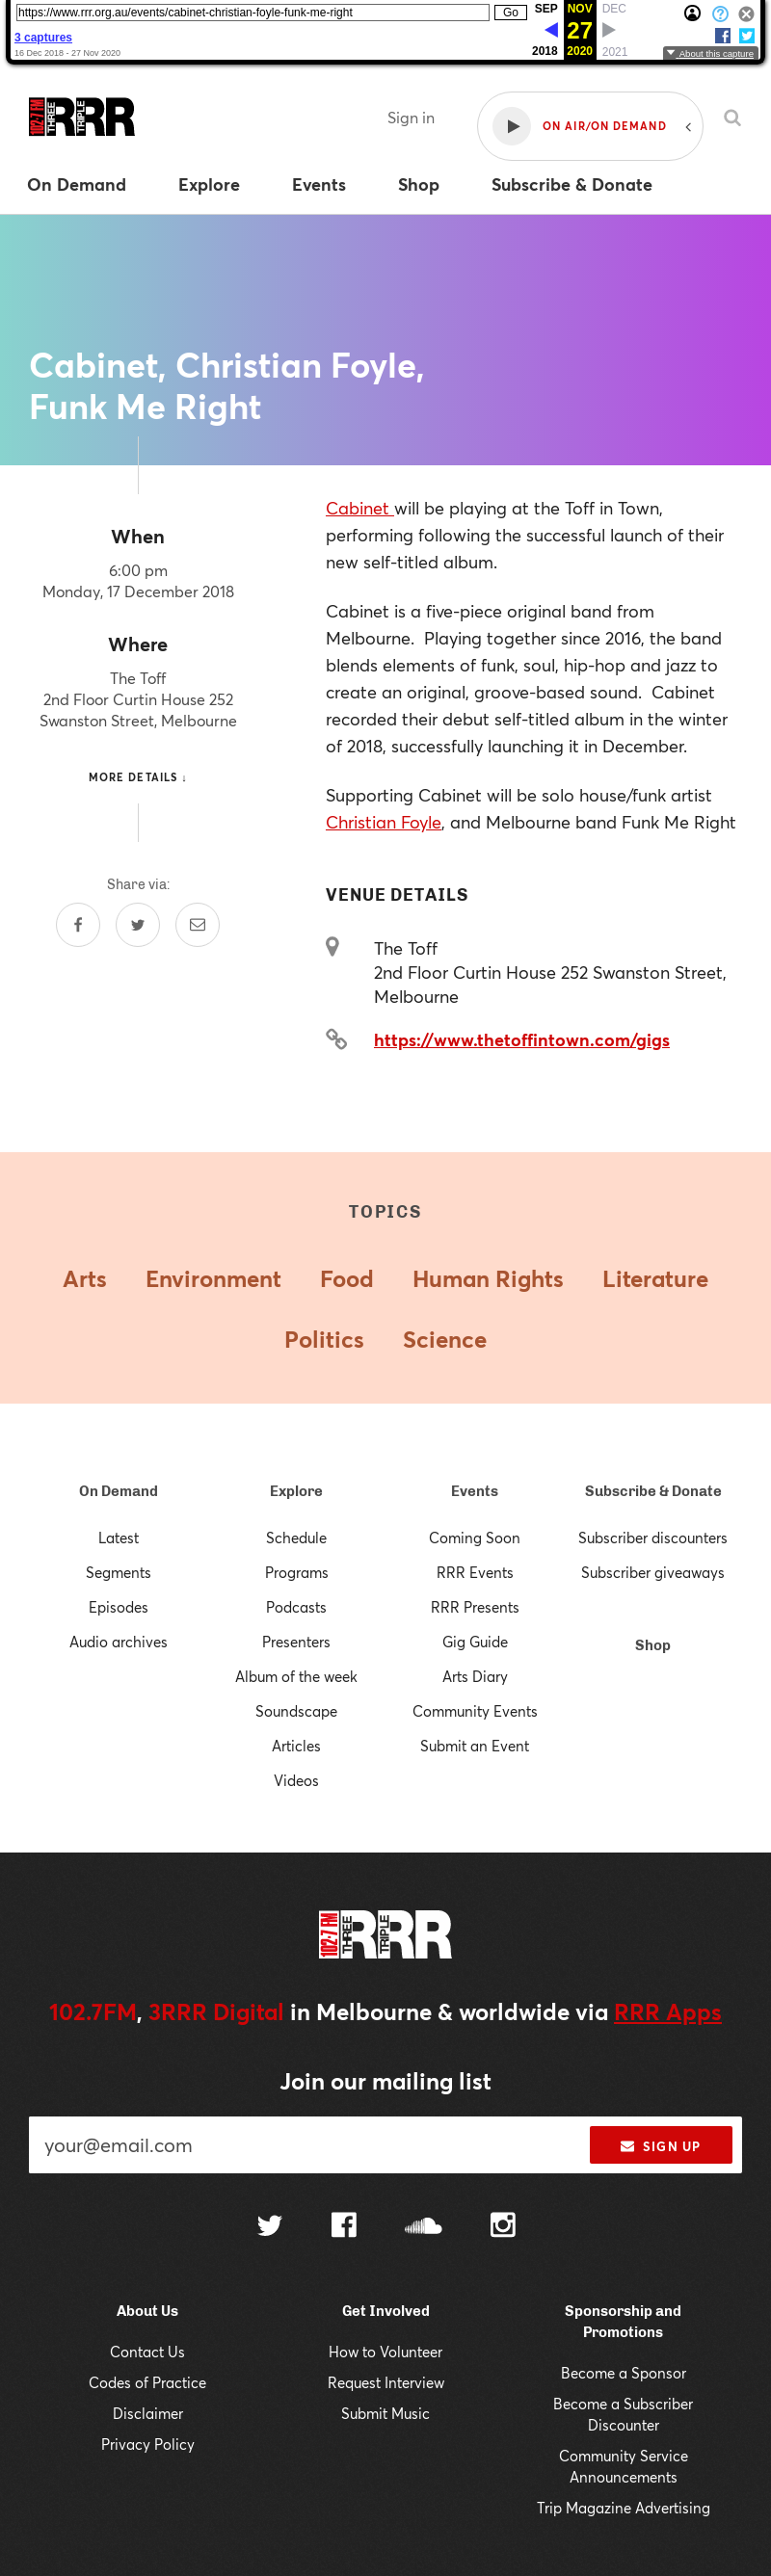 https://www.rrr.org.au/events/cabinet-christian-foyle-funk-me-right Go SEP NOV DEC
3 captures 27
16 Dec 2018 - 27 Nov 2020 2018 2020 2021 About this capture
102·7 FM THREE TRIPLE RRR
Sign in ON AIR/ON DEMAND
On Demand Explore Events Shop Subscribe & Donate
Cabinet, Christian Foyle,
Funk Me Right
When
6:00 pm
Monday, 17 December 2018
Where
The Toff
2nd Floor Curtin House 252
Swanston Street, Melbourne
MORE DETAILS ↓
Share via:
Cabinet will be playing at the Toff in Town,
performing following the successful launch of their
new self-titled album.
Cabinet is a five-piece original band from
Melbourne. Playing together since 2016, the band
blends elements of funk, soul, hip-hop and jazz to
create an original, groove-based sound. Cabinet
recorded their debut self-titled album in the winter
of 2018, successfully launching it in December.
Supporting Cabinet will be solo house/funk artist
Christian Foyle, and Melbourne band Funk Me Right
VENUE DETAILS
The Toff
2nd Floor Curtin House 252 Swanston Street,
Melbourne
https://www.thetoffintown.com/gigs
TOPICS
Arts Environment Food Human Rights Literature
Politics Science
On Demand
Latest
Segments
Episodes
Audio archives
Explore
Schedule
Programs
Podcasts
Presenters
Album of the week
Soundscape
Articles
Videos
Events
Coming Soon
RRR Events
RRR Presents
Gig Guide
Arts Diary
Community Events
Submit an Event
Subscribe & Donate
Subscriber discounters
Subscriber giveaways
Shop
102·7 FM THREE TRIPLE RRR
102.7FM, 3RRR Digital in Melbourne & worldwide via RRR Apps
Join our mailing list
your@email.com SIGN UP
About Us
Contact Us
Codes of Practice
Disclaimer
Privacy Policy
Get Involved
How to Volunteer
Request Interview
Submit Music
Sponsorship and
Promotions
Become a Sponsor
Become a Subscriber
Discounter
Community Service
Announcements
Trip Magazine Advertising